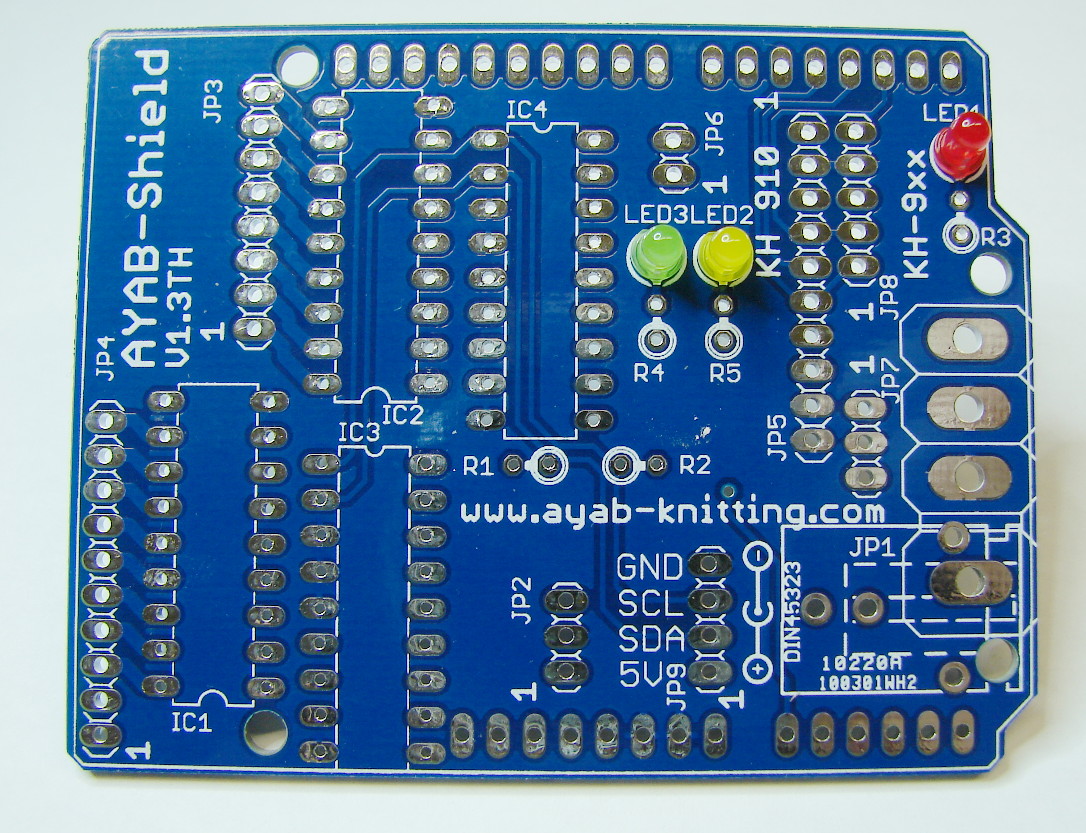 AYAB-Shield
V1.3TH
JP3
1
JP4
1
IC4
IC2
IC3
IC1
JP6
1
LED3
LED2
R4
R5
KH 910
1
KH-9xx
LED1
R3
JP8
1
JP7
1
JP5
R1
R2
www.ayab-knitting.com
JP2
1
GND
SCL
SDA
5V
JP9
1
-
+
JP1
DIN45323
10220A
100301WH2